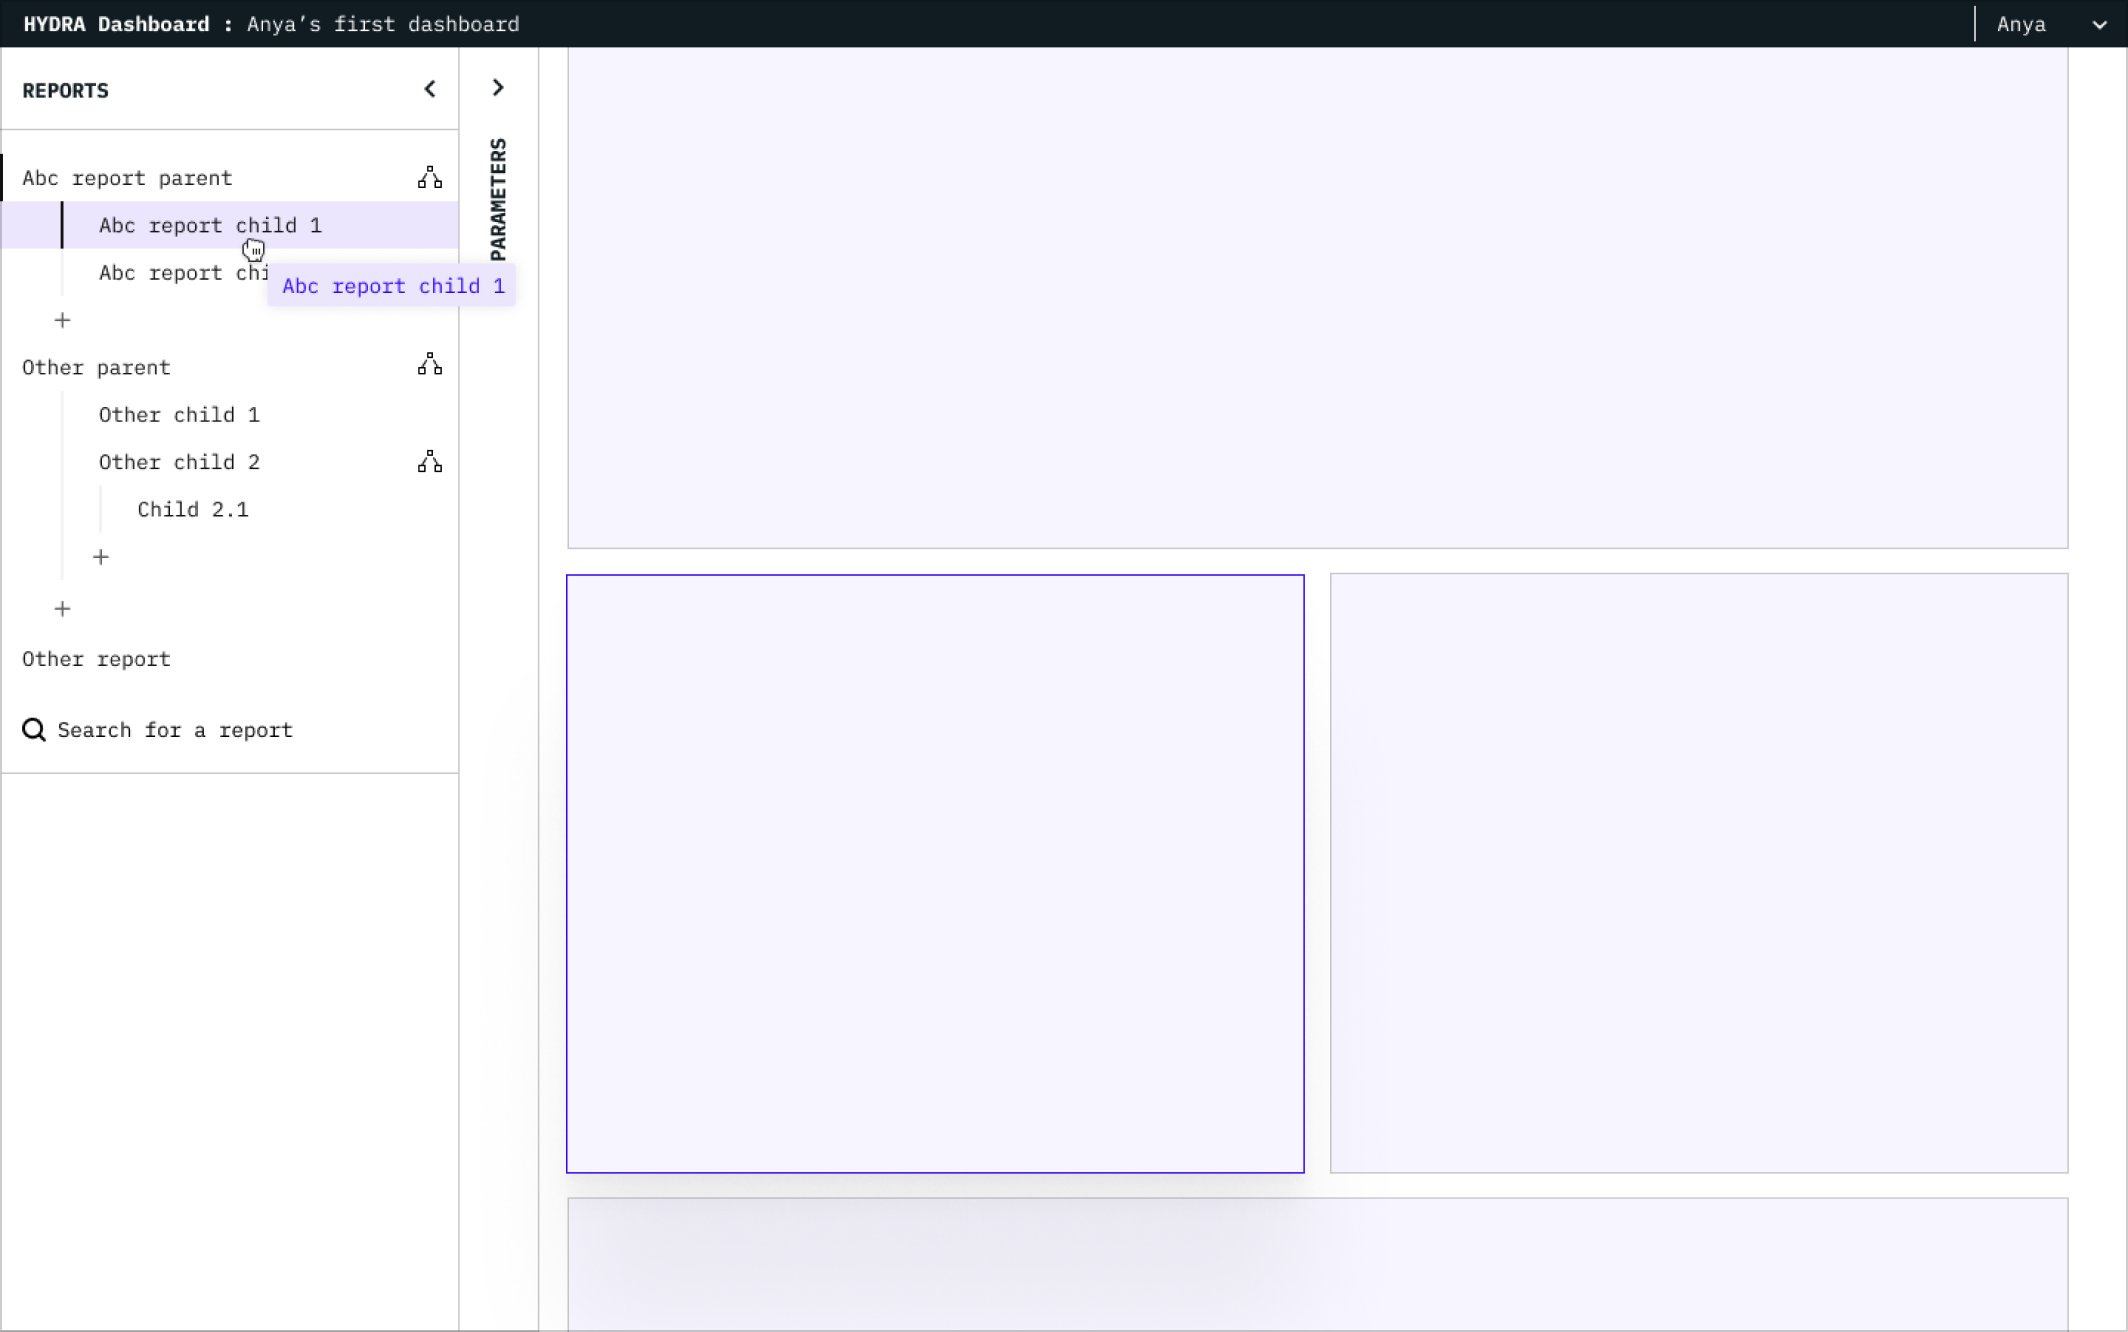 HYDRA Dashboard : Anya’s first dashboard
Anya
REPORTS
PARAMETERS
Abc report parent
Abc report child 1
Abc report chi
Abc report child 1
Other parent
Other child 1
Other child 2
Child 2.1
Other report
Search for a report